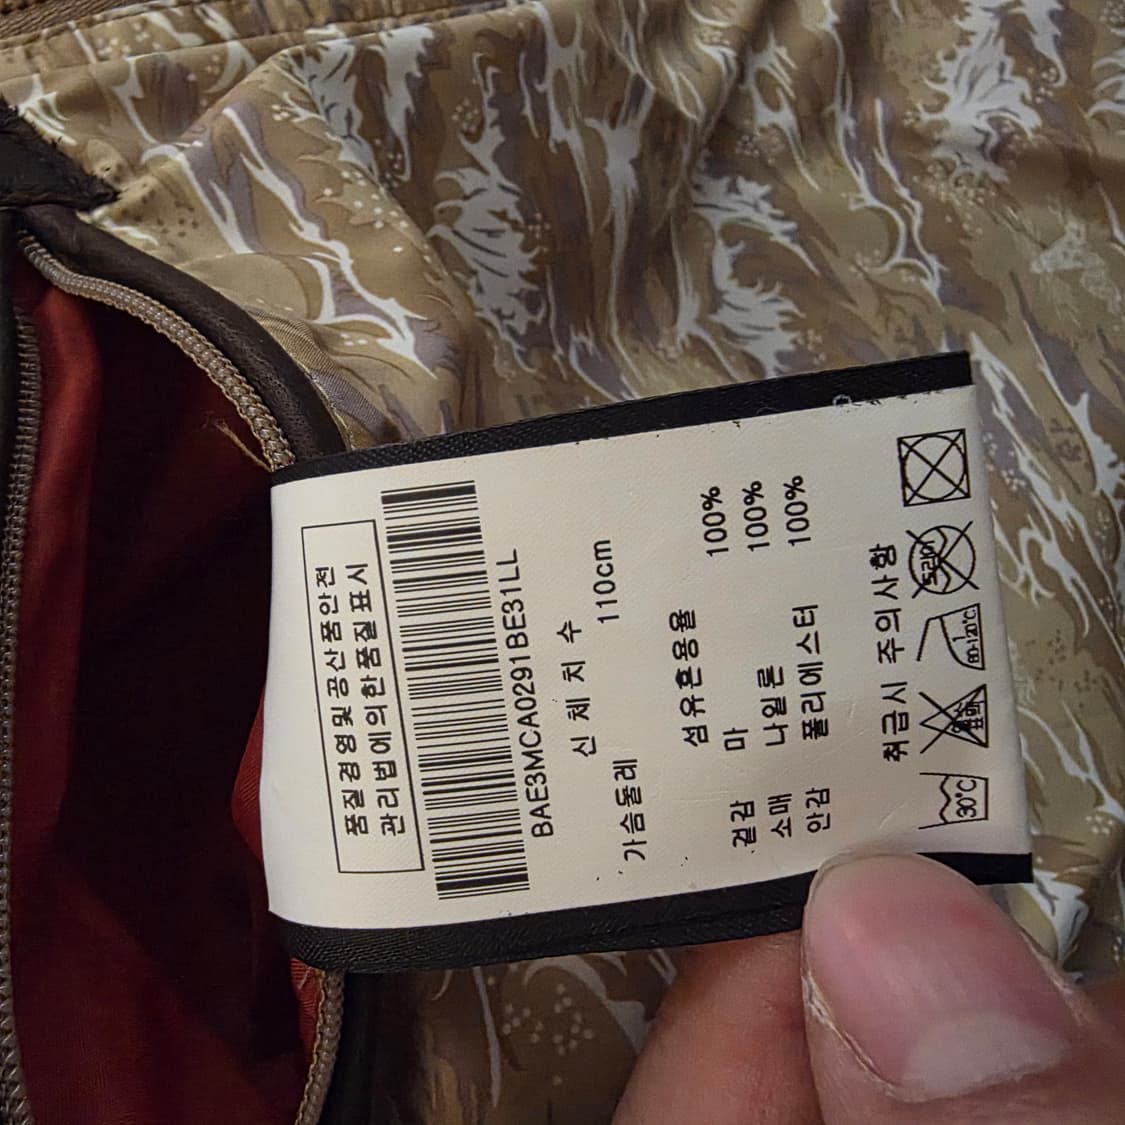 품질경영및공산품안전
관리법에의한품질표시
BAE3MCA0291BE31LL
신 체 치 수
가슴둘레 110cm
섬유혼용율
겉감 마 100%
소매 나일론 100%
안감 폴리에스터 100%
취급시 주의사항
30°C 80-120°C 드라이